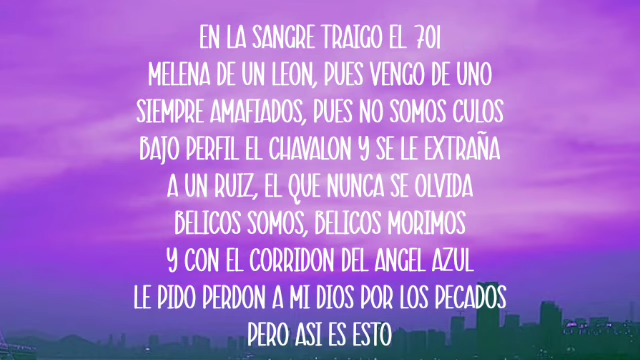 EN LA SANGRE TRAIGO EL 701
MELENA DE UN LEON, PUES VENGO DE UNO
SIEMPRE AMAFIADOS, PUES NO SOMOS CULOS
BAJO PERFIL EL CHAVALON Y SE LE EXTRAÑA
A UN RUIZ, EL QUE NUNCA SE OLVIDA
BELICOS SOMOS, BELICOS MORIMOS
Y CON EL CORRIDON DEL ANGEL AZUL
LE PIDO PERDON A MI DIOS POR LOS PECADOS
PERO ASI ES ESTO